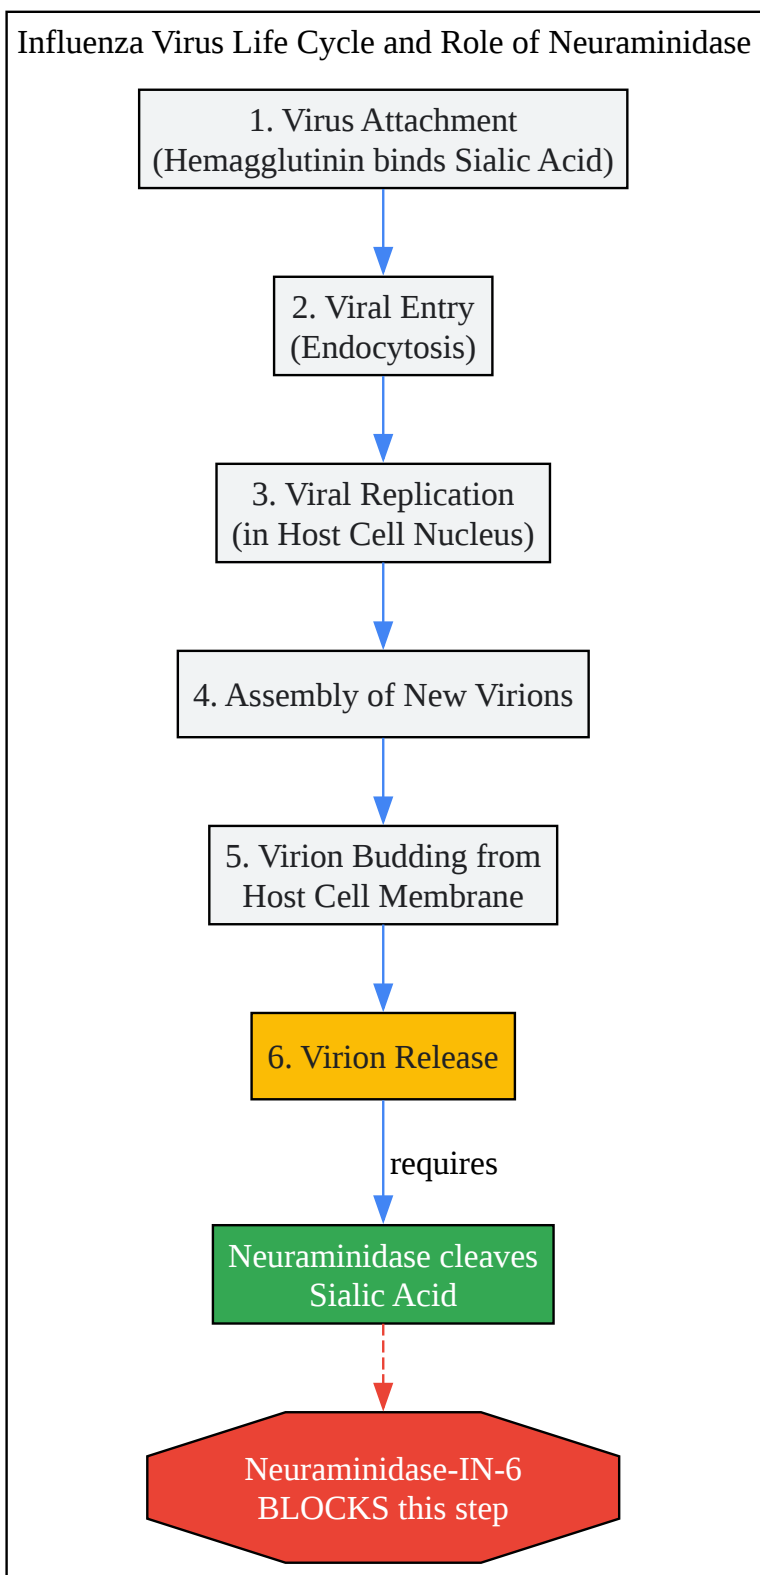 Influenza Virus Life Cycle and Role of Neuraminidase
1. Virus Attachment
(Hemagglutinin binds Sialic Acid)
2. Viral Entry
(Endocytosis)
3. Viral Replication
(in Host Cell Nucleus)
4. Assembly of New Virions
5. Virion Budding from
Host Cell Membrane
6. Virion Release
requires
Neuraminidase cleaves
Sialic Acid
Neuraminidase-IN-6
BLOCKS this step